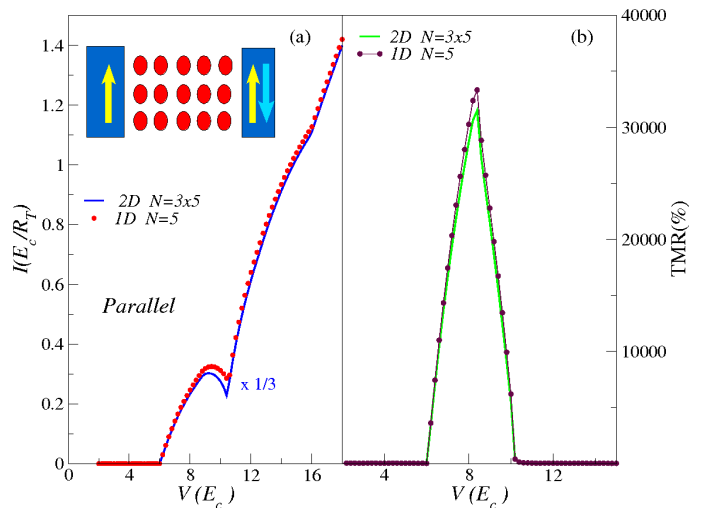 (a)
1.4
1.2
1
0.8
0.6
0.4
0.2
0
I(E_c/R_T)
2D N=3x5
1D N=5
Parallel
x 1/3
0
4
8
12
16
V(E_c)
(b)
2D N=3x5
1D N=5
40000
30000
20000
10000
0
TMR(%)
4
8
12
V(E_c)